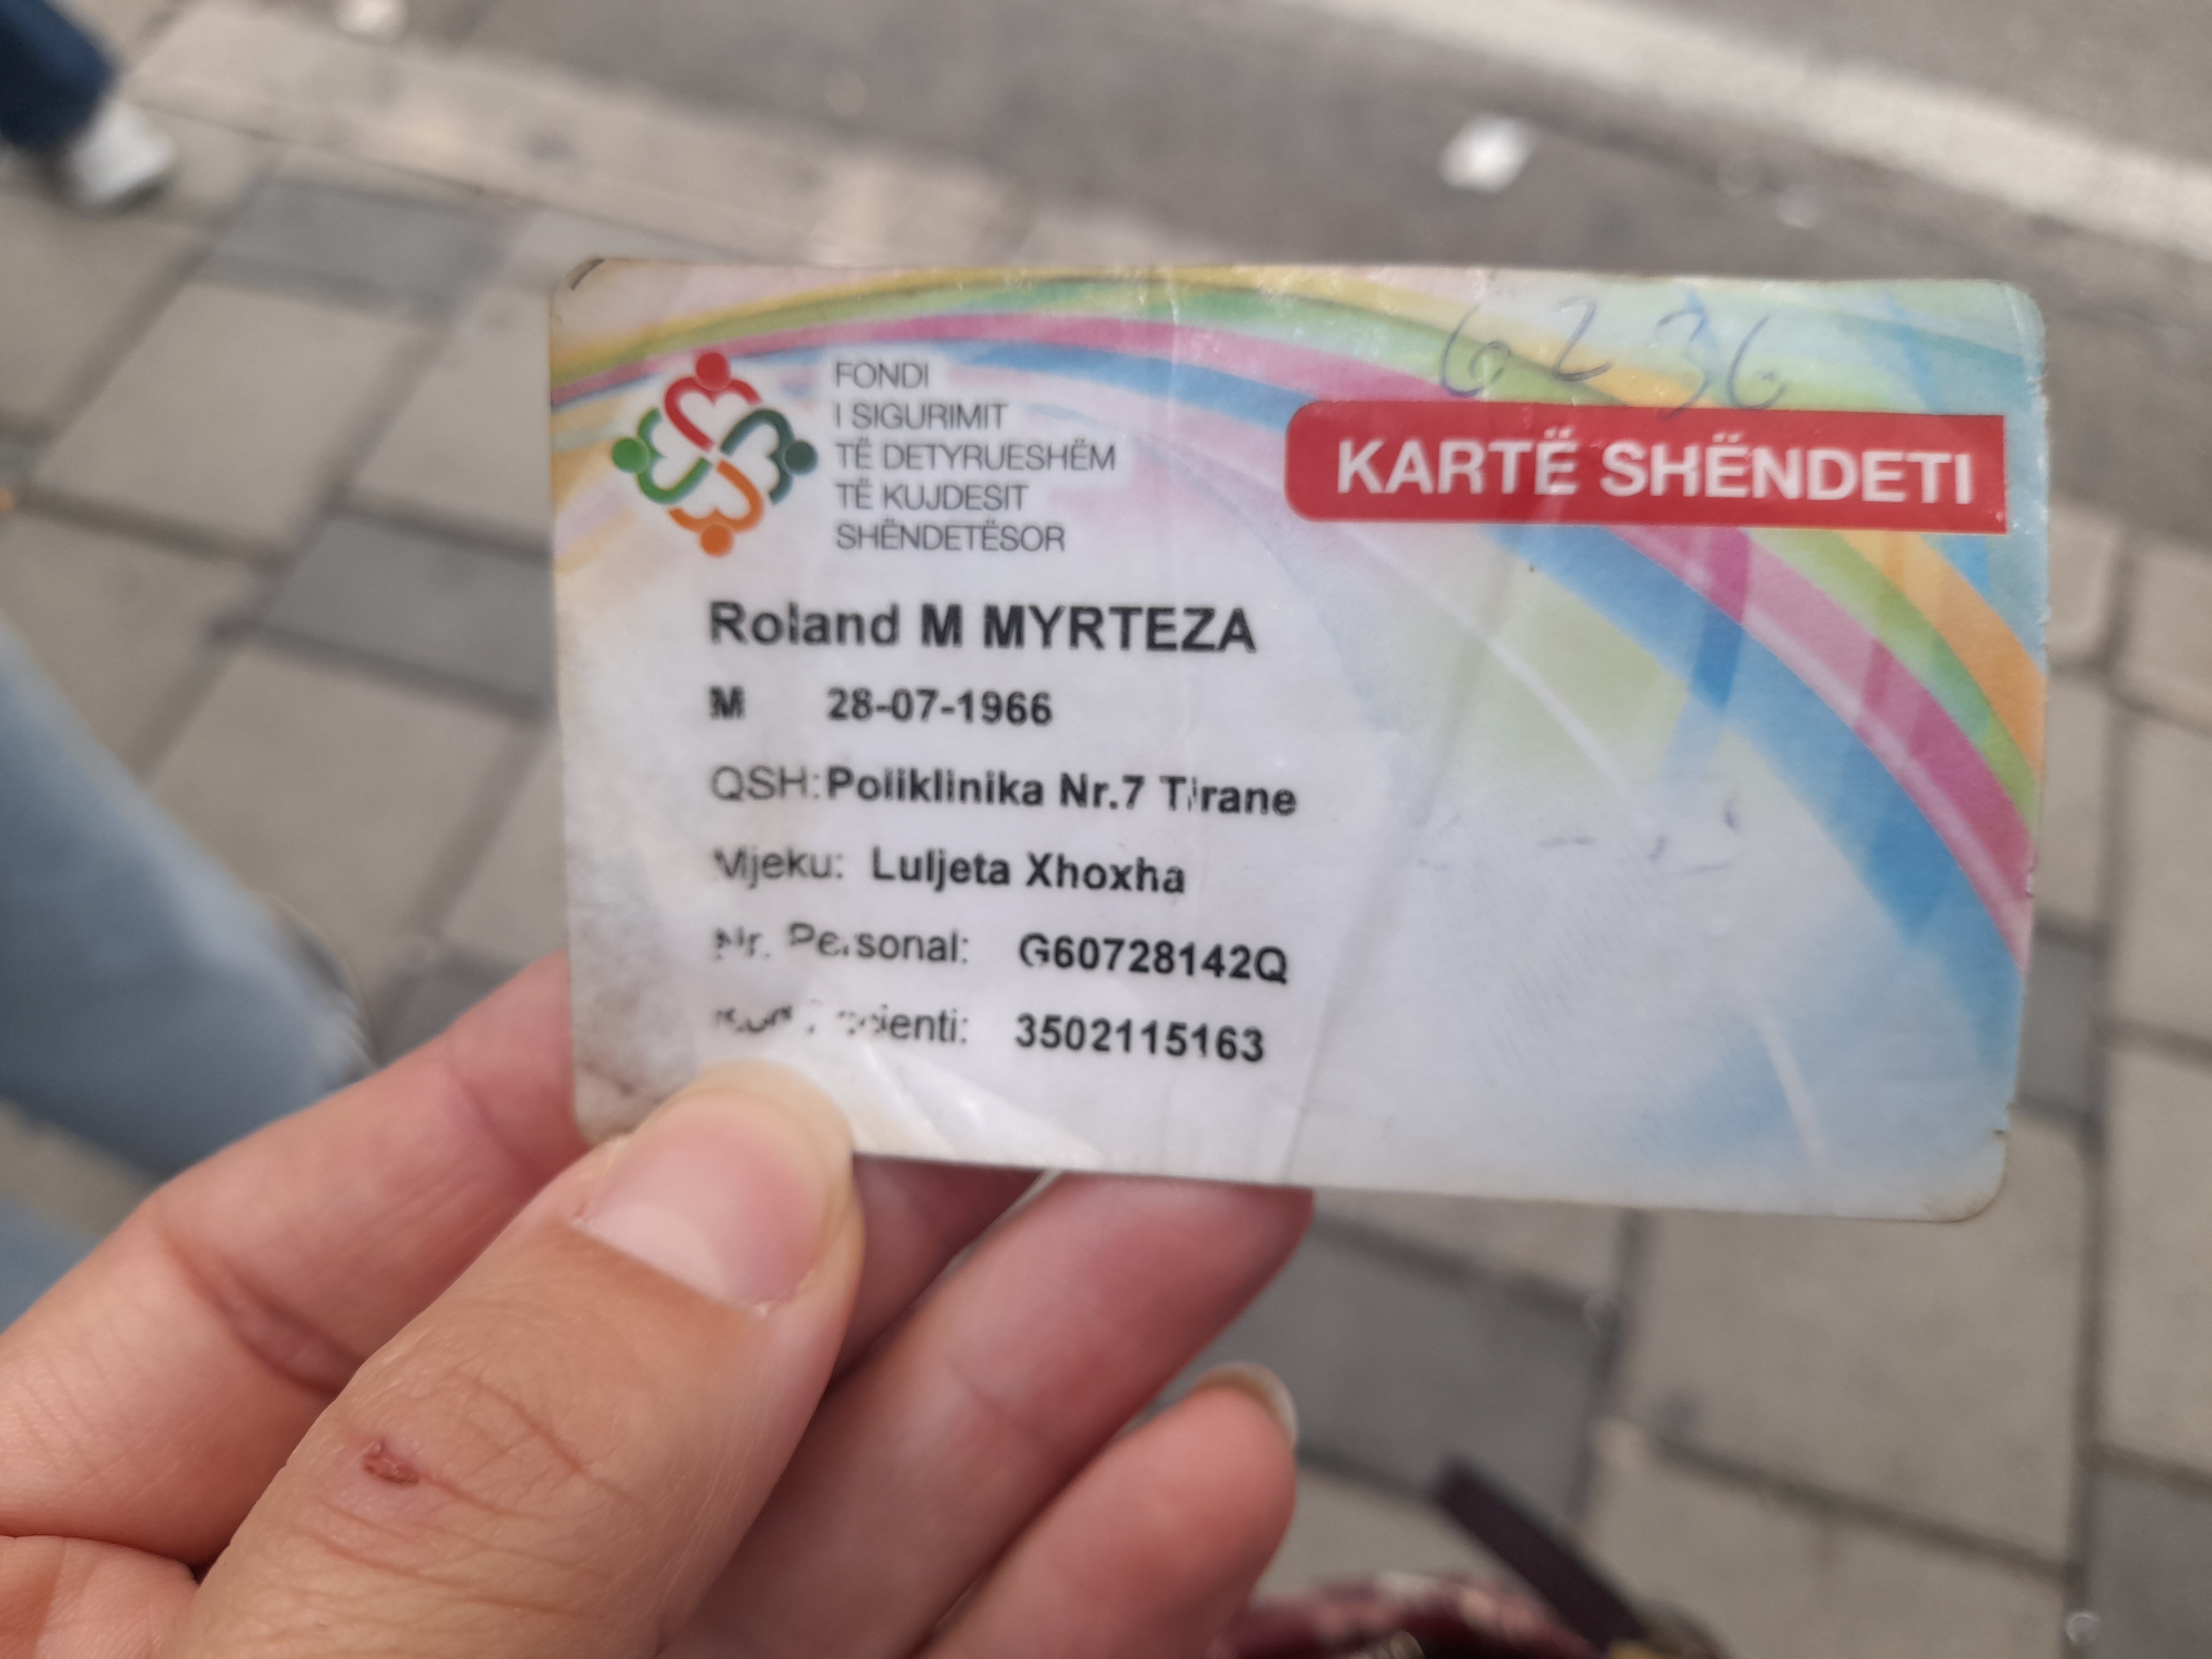 6236
FONDI
I SIGURIMIT
TË DETYRUESHËM
TË KUJDESIT
SHËNDETËSOR
KARTË SHËNDETI
Roland M MYRTEZA
M 28-07-1966
QSH: Poliklinika Nr.7 Tirane
Mjeku: Luljeta Xhoxha
Nr. Personal: G60728142Q
3502115163